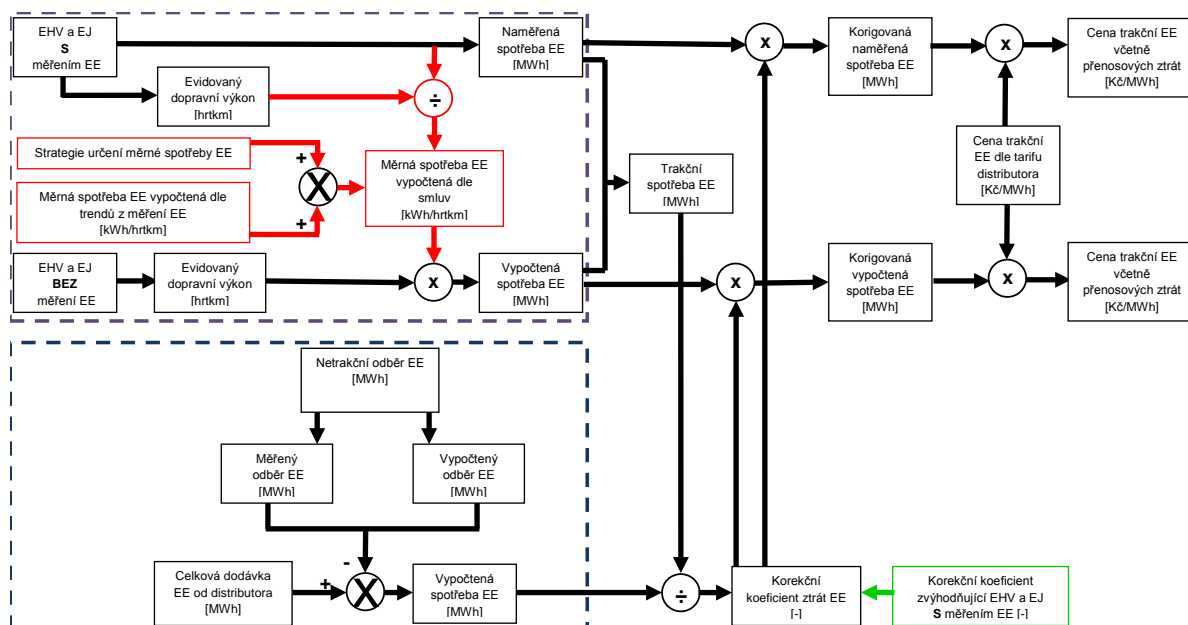 EHV a EJ
S
měřením EE
Naměřená
spotřeba EE
[MWh]
x
Korigovaná
naměřená
spotřeba EE
[MWh]
x
Cena trakční EE
včetně
přenosových ztrát
[Kč/MWh]
Evidovaný
dopravní výkon
[hrtkm]
÷
Strategie určení měrné spotřeby EE
+
X
+
Měrná spotřeba EE
vypočtená dle
smluv
[kWh/hrtkm]
Měrná spotřeba EE vypočtená dle
trendů z měření EE
[kWh/hrtkm]
Trakční
spotřeba EE
[MWh]
Cena trakční
EE dle tarifu
distributora
[Kč/MWh]
EHV a EJ
BEZ
měření EE
Evidovaný
dopravní výkon
[hrtkm]
x
Vypočtená
spotřeba EE
[MWh]
x
Korigovaná
vypočtená
spotřeba EE
[MWh]
x
Cena trakční EE
včetně
přenosových ztrát
[Kč/MWh]
Netrakční odběr EE
[MWh]
Měřený
odběr EE
[MWh]
Vypočtený
odběr EE
[MWh]
Celková dodávka
EE od distributora
[MWh]
-
+
X
Vypočtená
spotřeba EE
[MWh]
÷
Korekční
koeficient ztrát EE
[-]
Korekční koeficient
zvýhodňující EHV a EJ
S měřením EE [-]